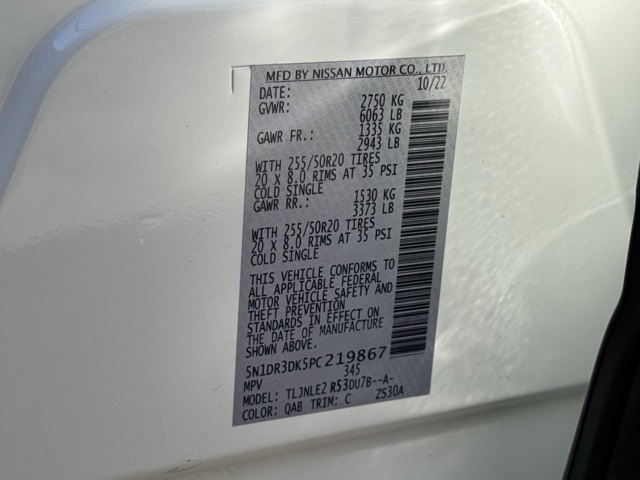 MFD BY NISSAN MOTOR CO., LTD.
DATE: 10/22
GVWR: 2750 KG
6063 LB
GAWR FR.: 1335 KG
2943 LB
WITH 255/50R20 TIRES
20 X 8.0 RIMS AT 35 PSI
COLD SINGLE
GAWR RR.: 1530 KG
3373 LB
WITH 255/50R20 TIRES
20 X 8.0 RIMS AT 35 PSI
COLD SINGLE
THIS VEHICLE CONFORMS TO
ALL APPLICABLE FEDERAL
MOTOR VEHICLE SAFETY AND
THEFT PREVENTION
STANDARDS IN EFFECT ON
THE DATE OF MANUFACTURE
SHOWN ABOVE.
5N1DR3DK5PC219867
MPV 345
MODEL: TLJNLE2 R53DU7B--A-
COLOR: QAB TRIM: C ZS30A